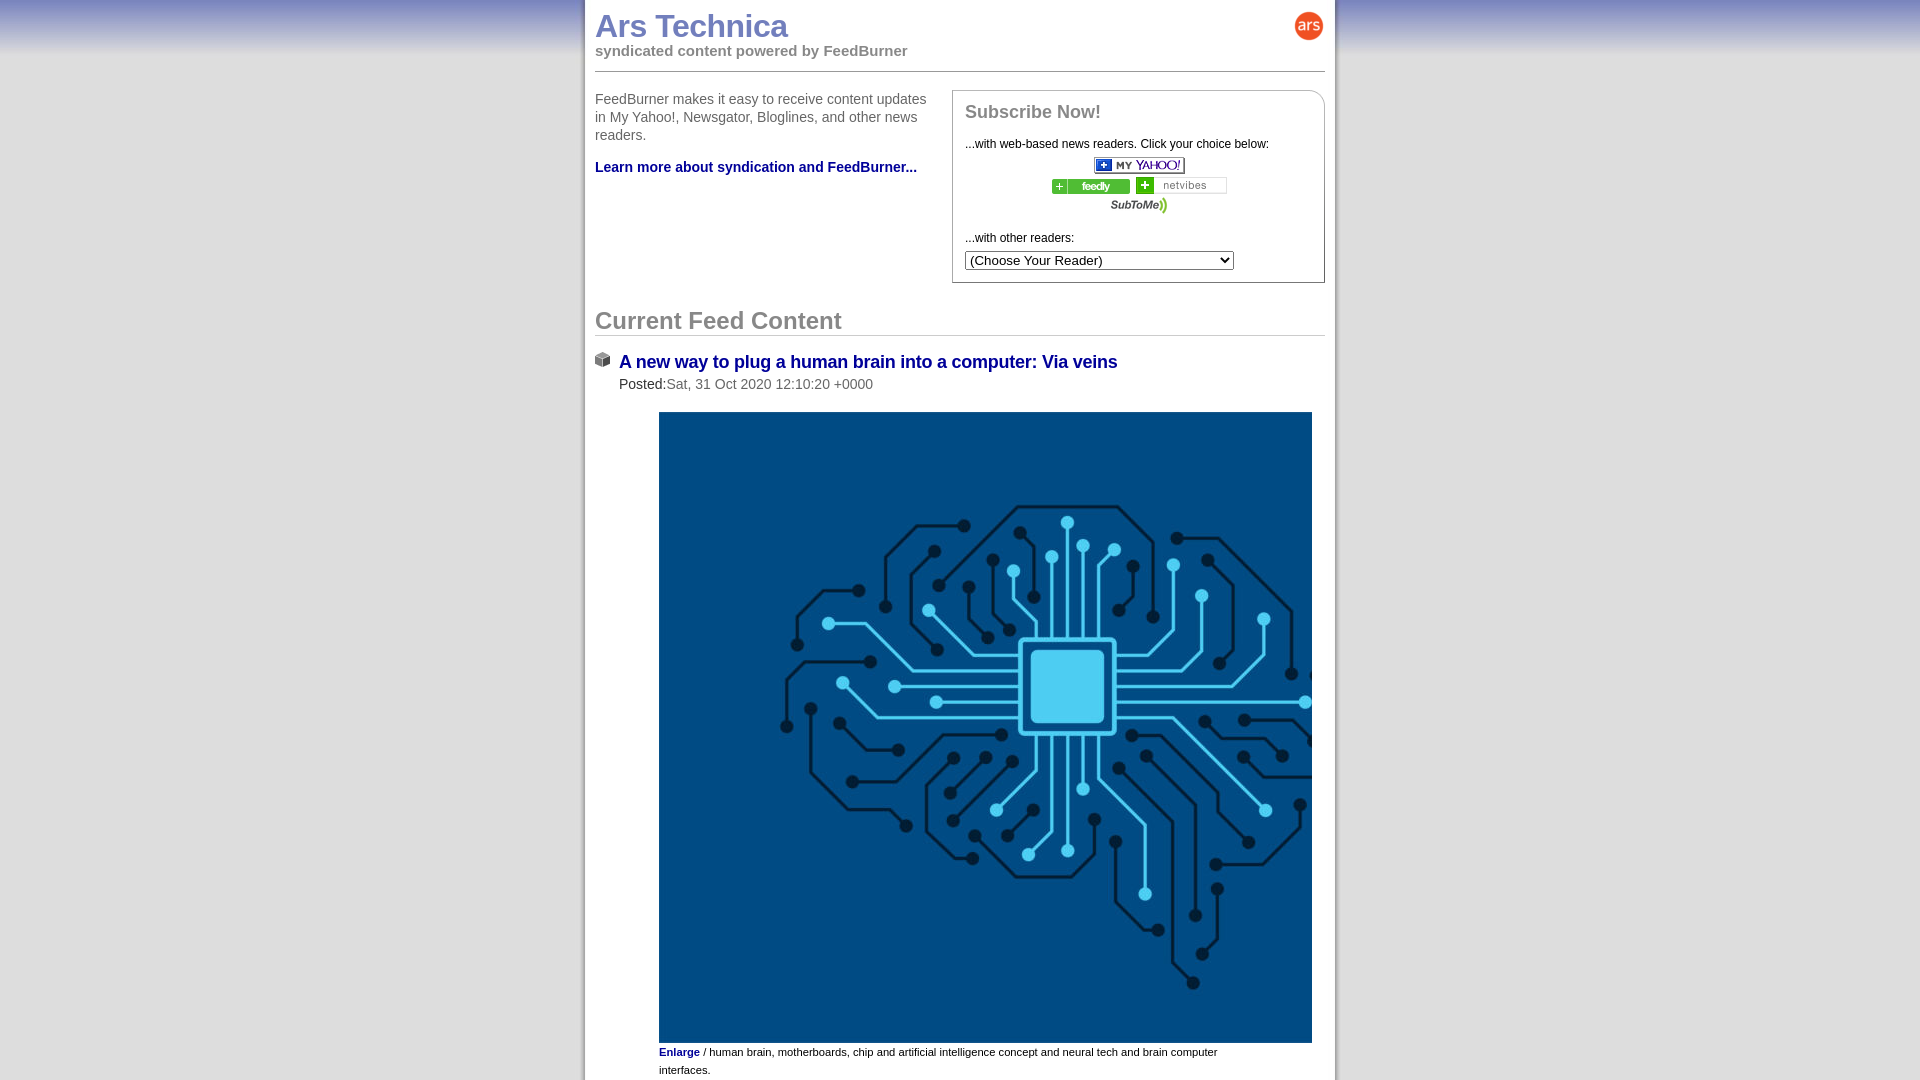 Ars Technica
ars
syndicated content powered by FeedBurner
FeedBurner makes it easy to receive content updates
in My Yahoo!, Newsgator, Bloglines, and other news
readers.
Learn more about syndication and FeedBurner...
Subscribe Now!
...with web-based news readers. Click your choice below:
MY YAHOO!
feedly
netvibes
SubToMe
...with other readers:
(Choose Your Reader)
Current Feed Content
A new way to plug a human brain into a computer: Via veins
Posted:Sat, 31 Oct 2020 12:10:20 +0000
Enlarge / human brain, motherboards, chip and artificial intelligence concept and neural tech and brain computer
interfaces.